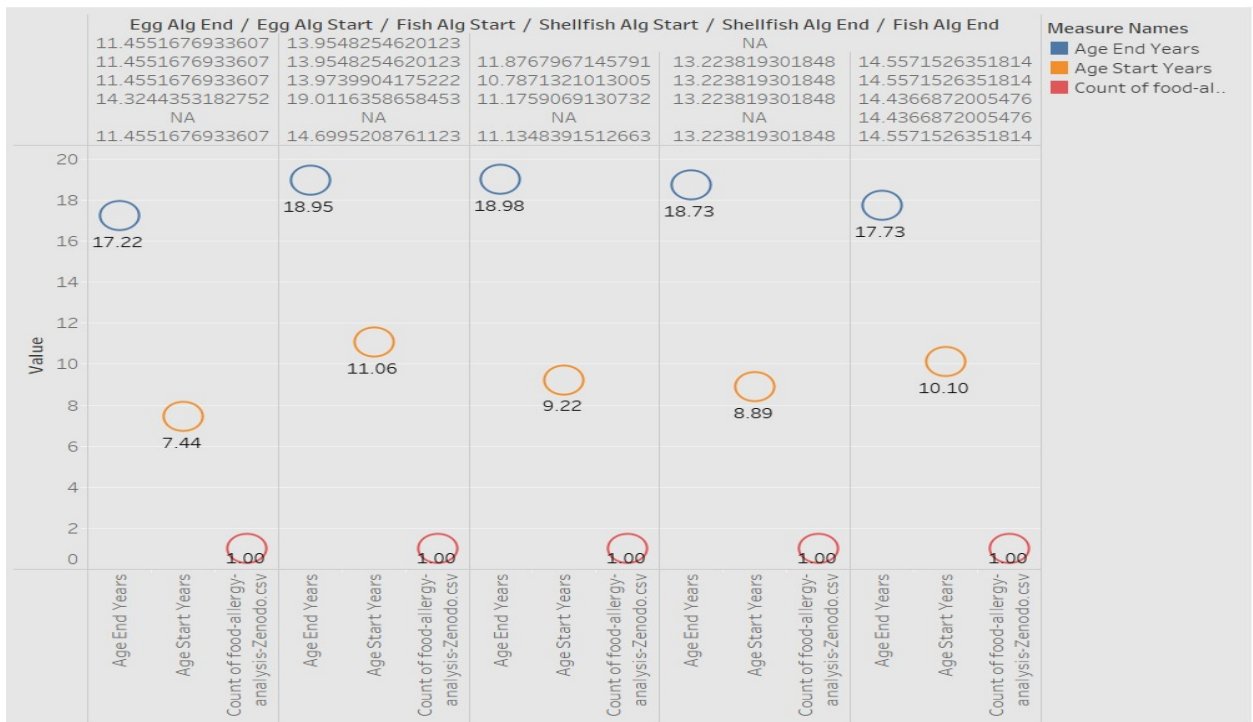 Egg Alg End / Egg Alg Start / Fish Alg Start / Shellfish Alg Start / Shellfish Alg End / Fish Alg End
11.4551676933607 13.9548254620123 NA
11.4551676933607 13.9548254620123 11.8767967145791 13.223819301848 14.5571526351814
11.4551676933607 13.9739904175222 10.7871321013005 13.223819301848 14.5571526351814
14.3244353182752 19.0116358658453 11.1759069130732 13.223819301848 14.4366872005476
NA NA NA NA 14.4366872005476
11.4551676933607 14.6995208761123 11.1348391512663 13.223819301848 14.5571526351814
Measure Names
Age End Years
Age Start Years
Count of food-al..
Value
20
18
16
14
12
10
8
6
4
2
0
17.22
7.44
1.00
18.95
11.06
1.00
18.98
9.22
1.00
18.73
8.89
1.00
17.73
10.10
1.00
Age End Years
Age Start Years
Count of food-allergy-
analysis-Zenodo.csv
Age End Years
Age Start Years
Count of food-allergy-
analysis-Zenodo.csv
Age End Years
Age Start Years
Count of food-allergy-
analysis-Zenodo.csv
Age End Years
Age Start Years
Count of food-allergy-
analysis-Zenodo.csv
Age End Years
Age Start Years
Count of food-allergy-
analysis-Zenodo.csv